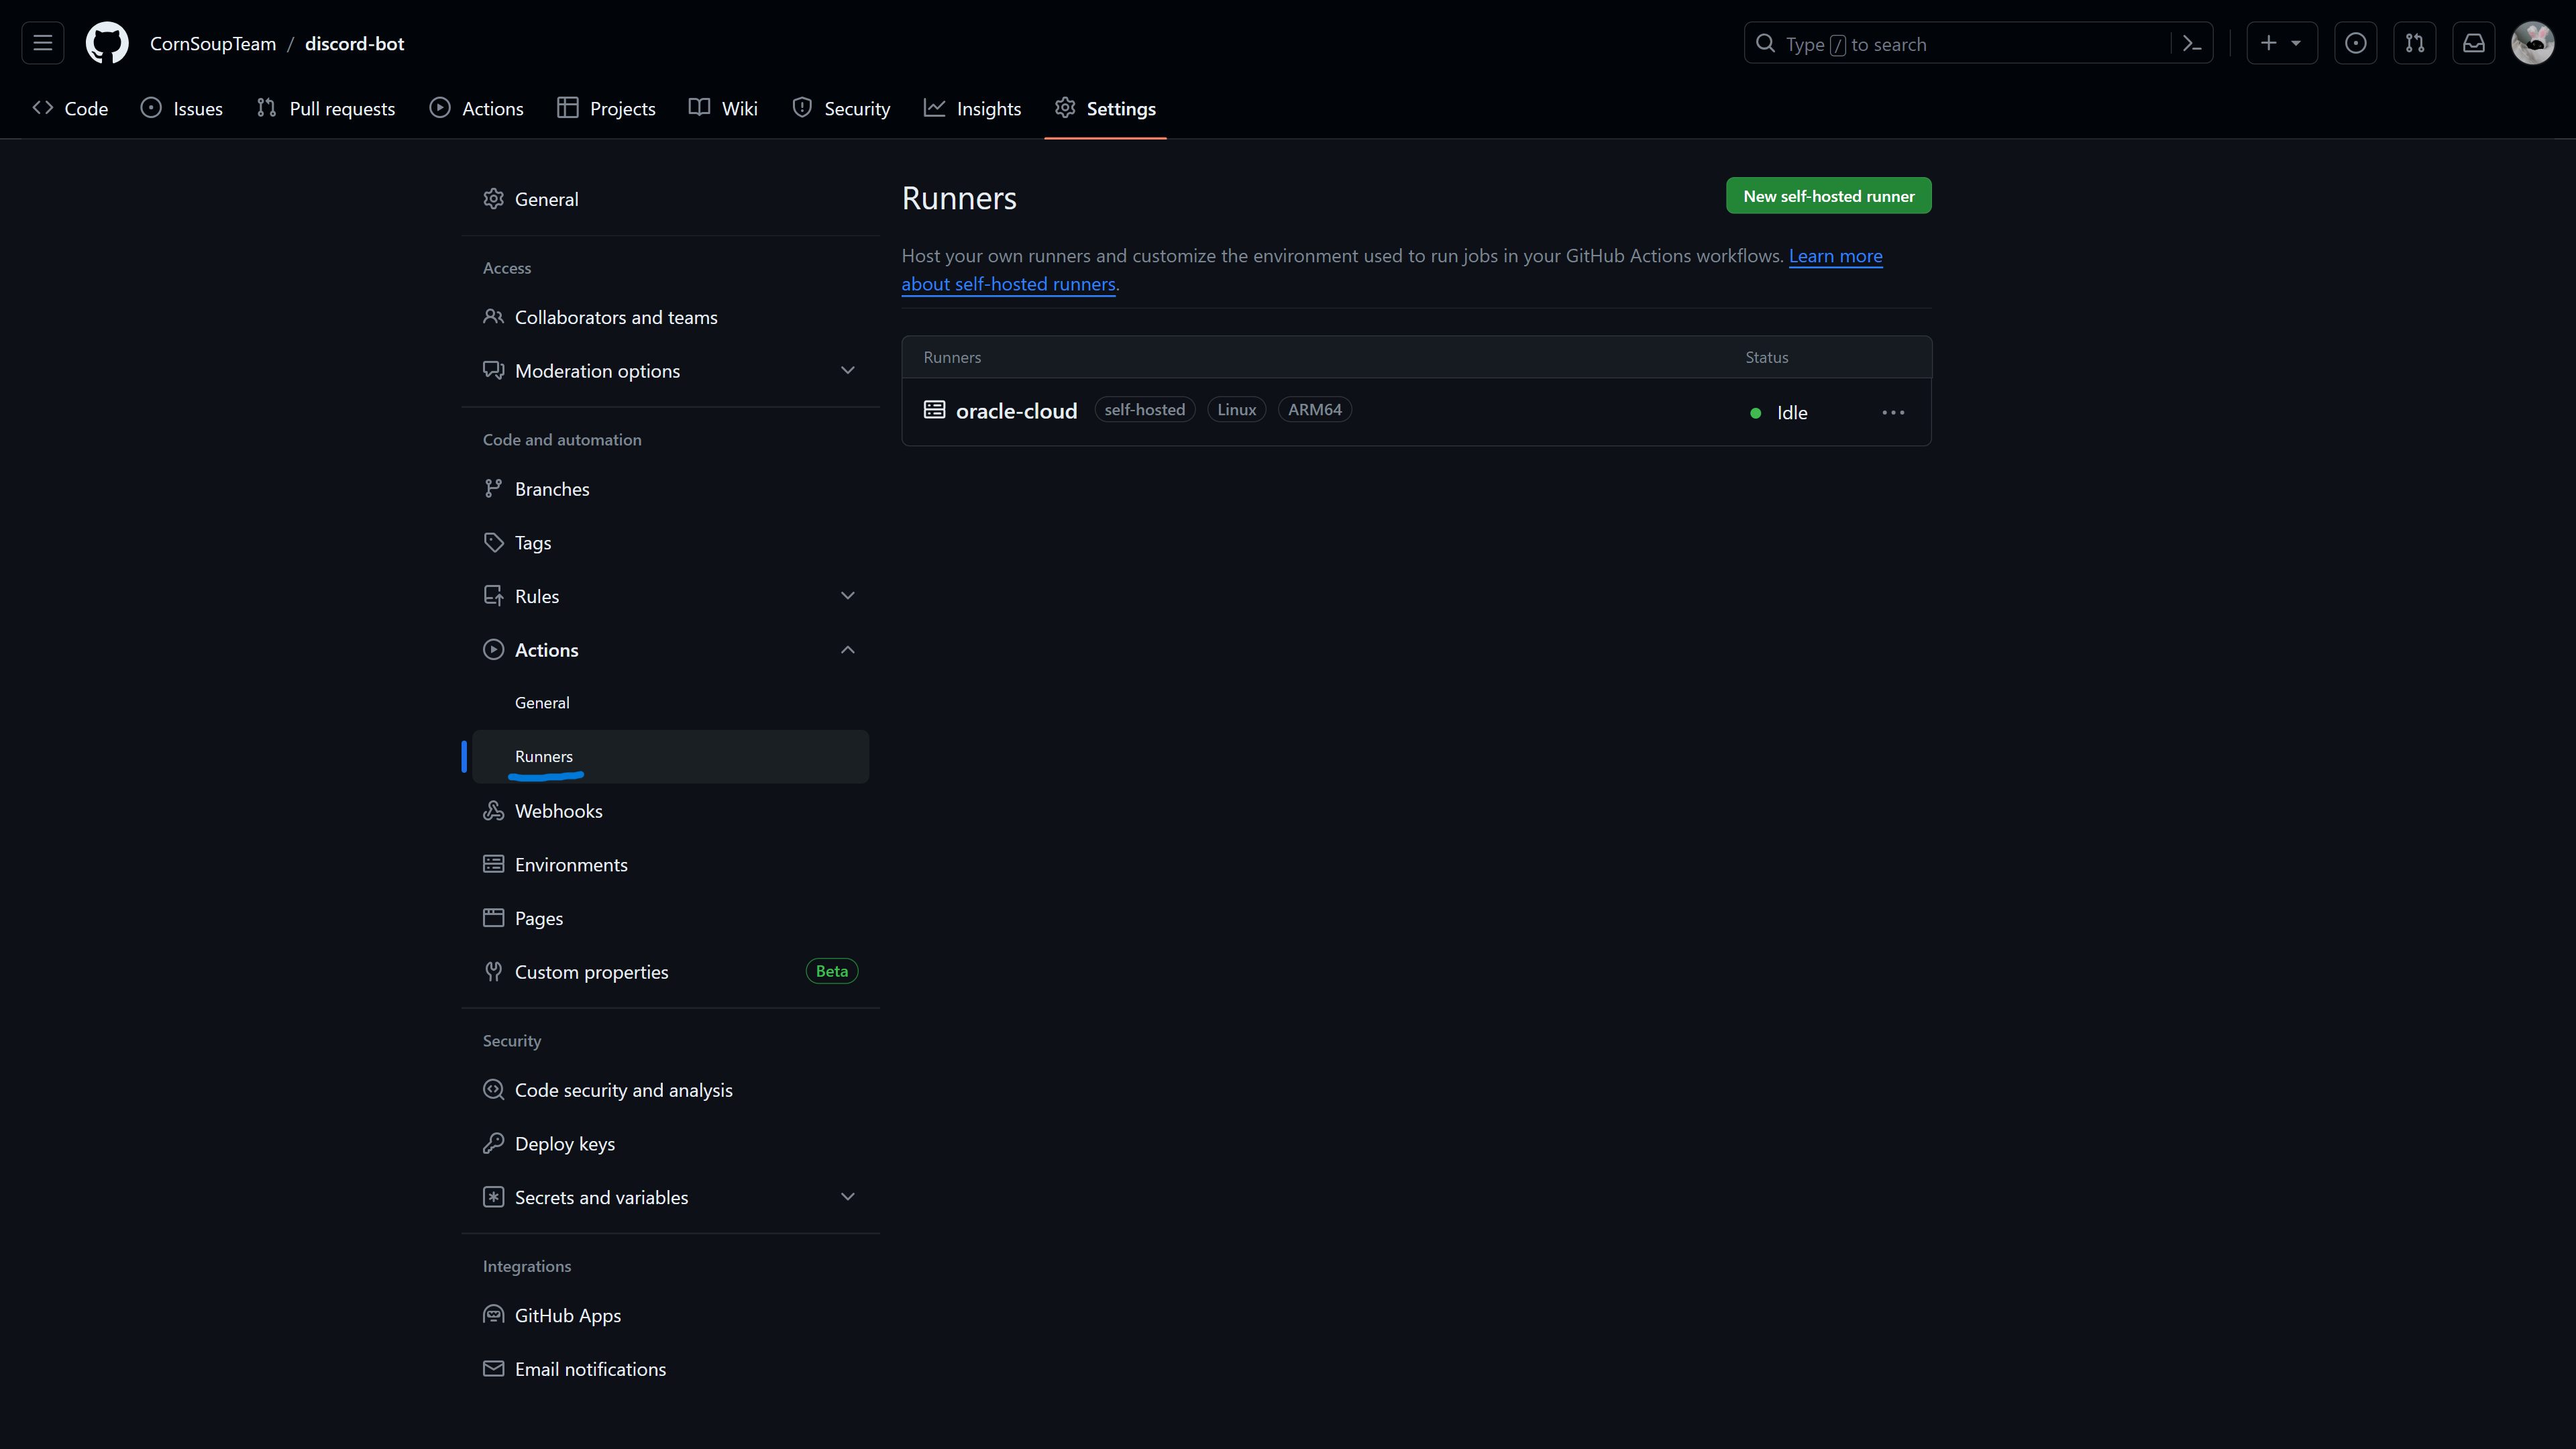 CornSoupTeam / discord-bot
Type / to search
Code Issues Pull requests Actions Projects Wiki Security Insights Settings
General
Access
Collaborators and teams
Moderation options
Code and automation
Branches
Tags
Rules
Actions
General
Runners
Webhooks
Environments
Pages
Custom properties Beta
Security
Code security and analysis
Deploy keys
Secrets and variables
Integrations
GitHub Apps
Email notifications
Runners
New self-hosted runner
Host your own runners and customize the environment used to run jobs in your GitHub Actions workflows. Learn more
about self-hosted runners.
Runners Status
oracle-cloud self-hosted Linux ARM64 Idle